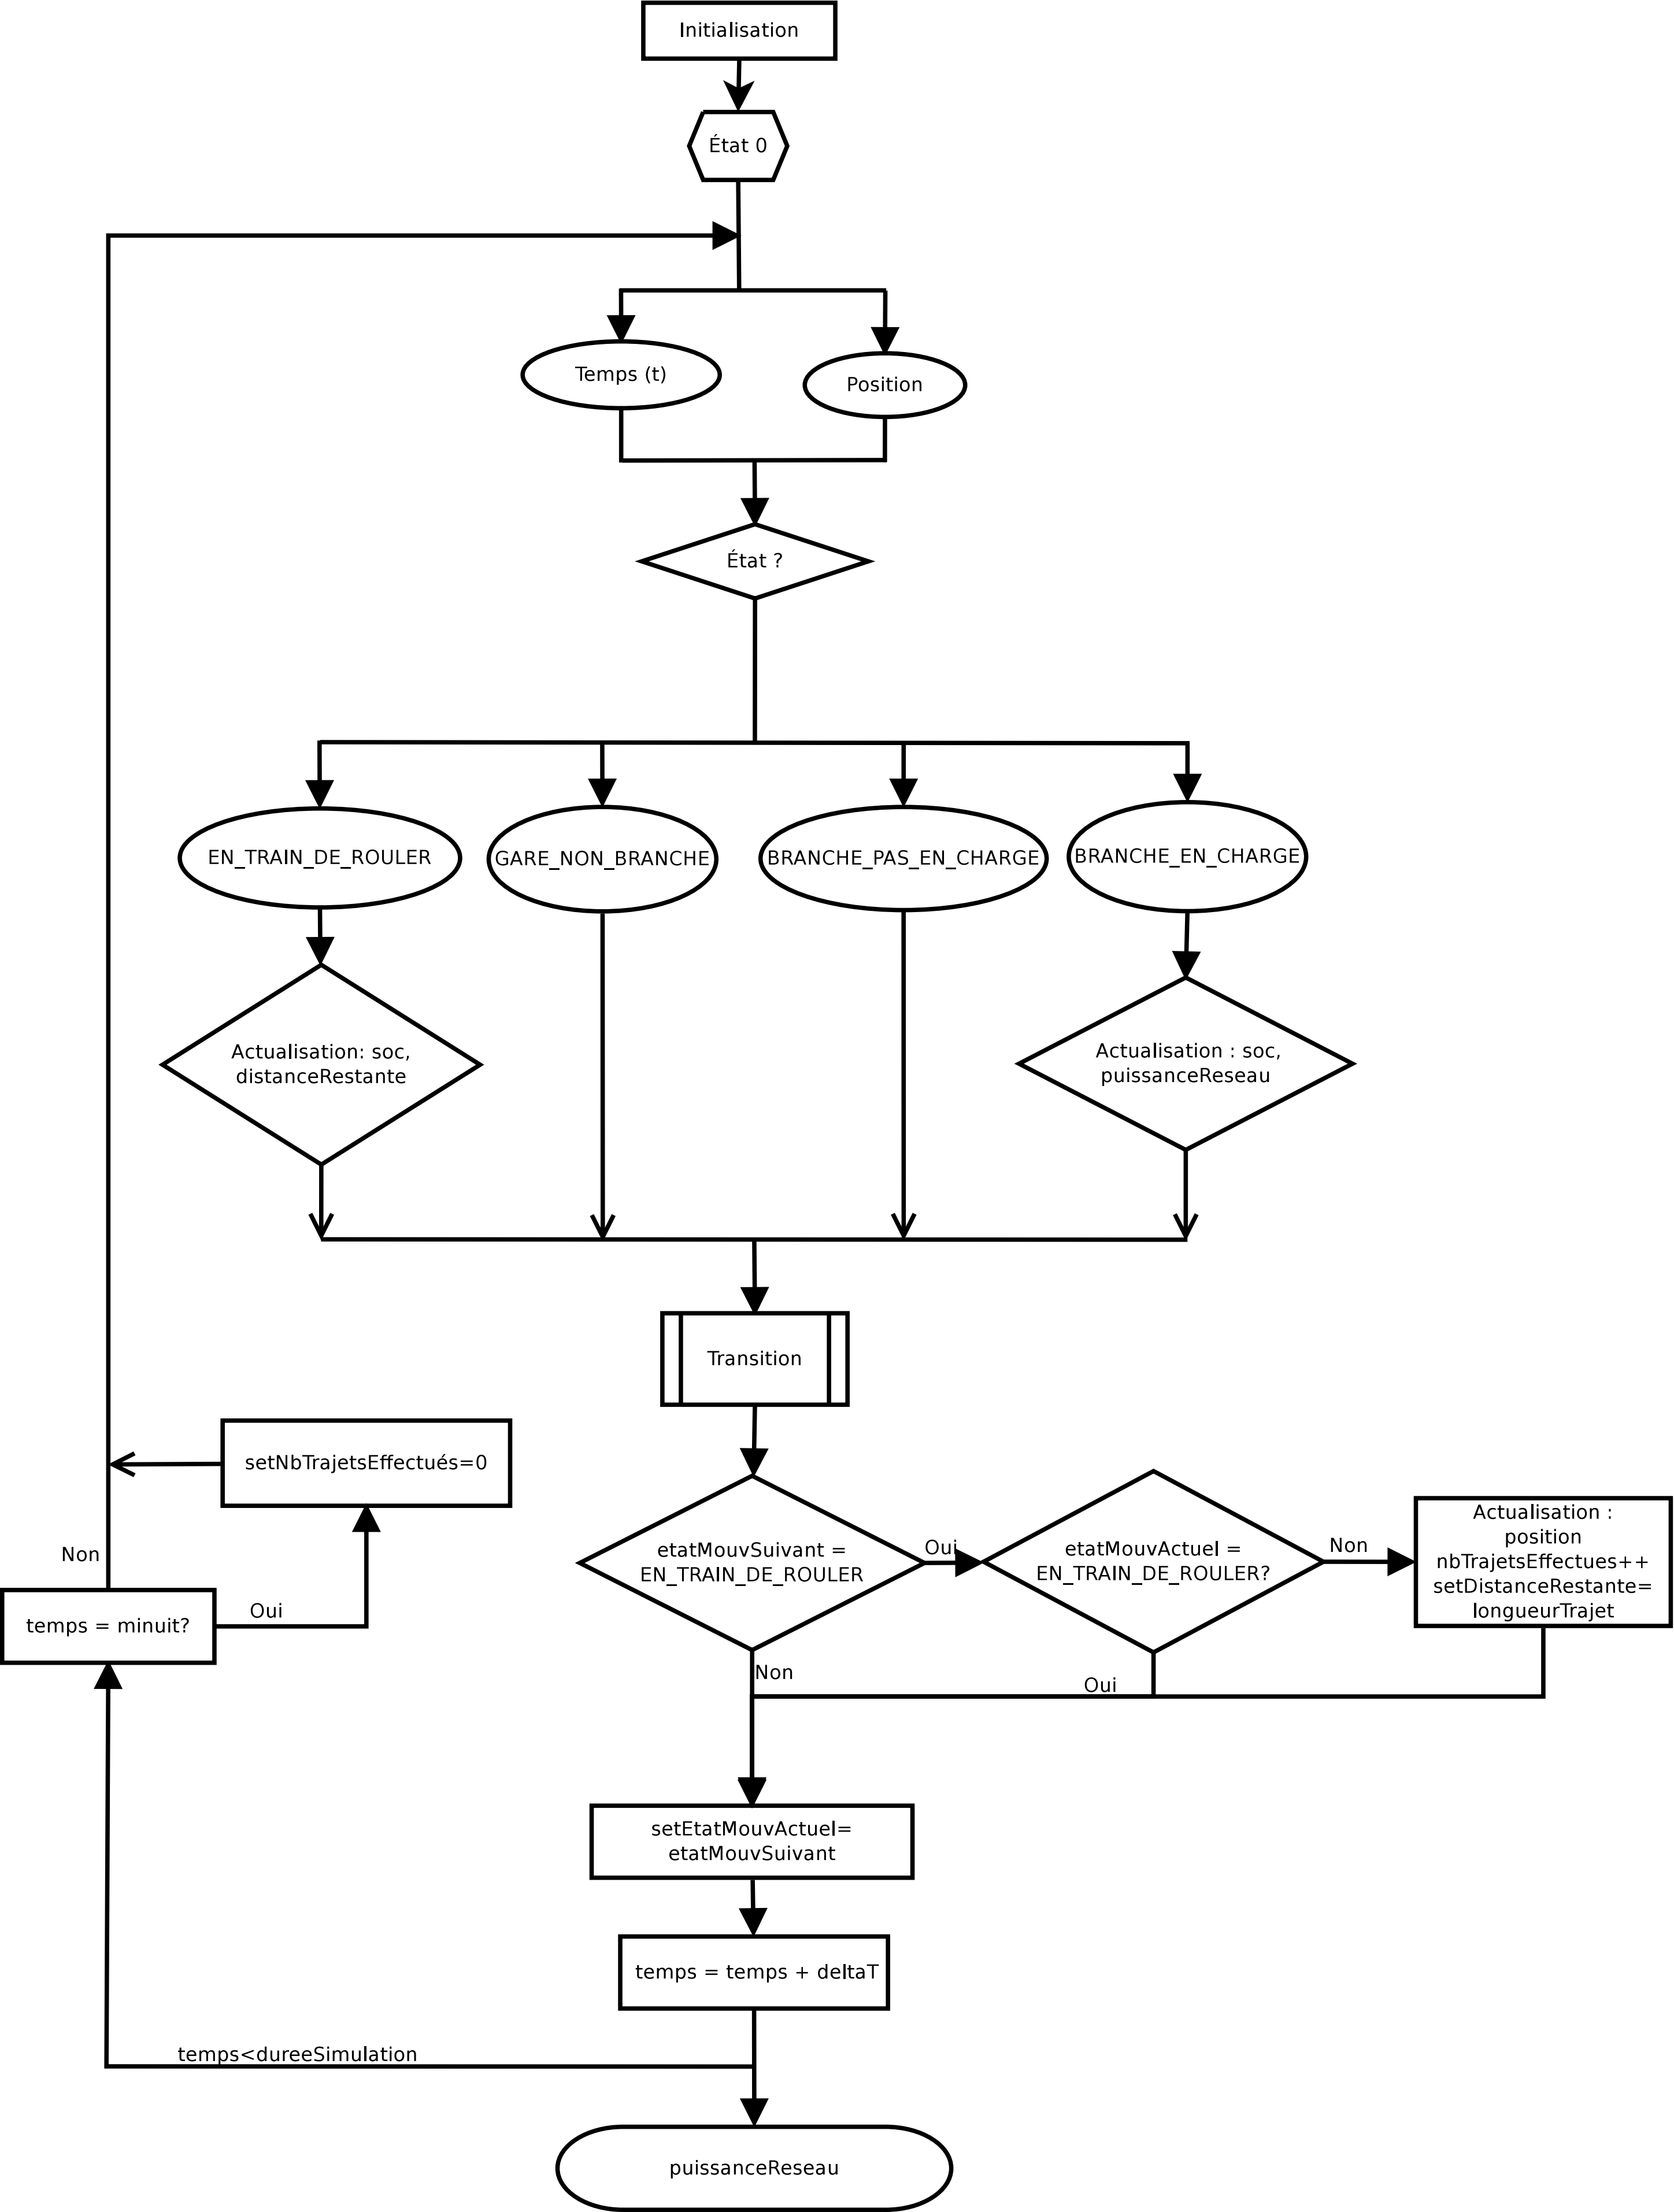 Initialisation
État 0
Temps (t)
Position
État ?
EN_TRAIN_DE_ROULER
GARE_NON_BRANCHE
BRANCHE_PAS_EN_CHARGE
BRANCHE_EN_CHARGE
Actualisation: soc,
distanceRestante
Actualisation : soc,
puissanceReseau
Transition
setNbTrajetsEffectués=0
Non
temps = minuit?
Oui
etatMouvSuivant =
EN_TRAIN_DE_ROULER
Oui
etatMouvActuel =
EN_TRAIN_DE_ROULER?
Non
Actualisation :
position
nbTrajetsEffectues++
setDistanceRestante=
longueurTrajet
Non
Oui
setEtatMouvActuel=
etatMouvSuivant
temps = temps + deltaT
temps<dureeSimulation
puissanceReseau